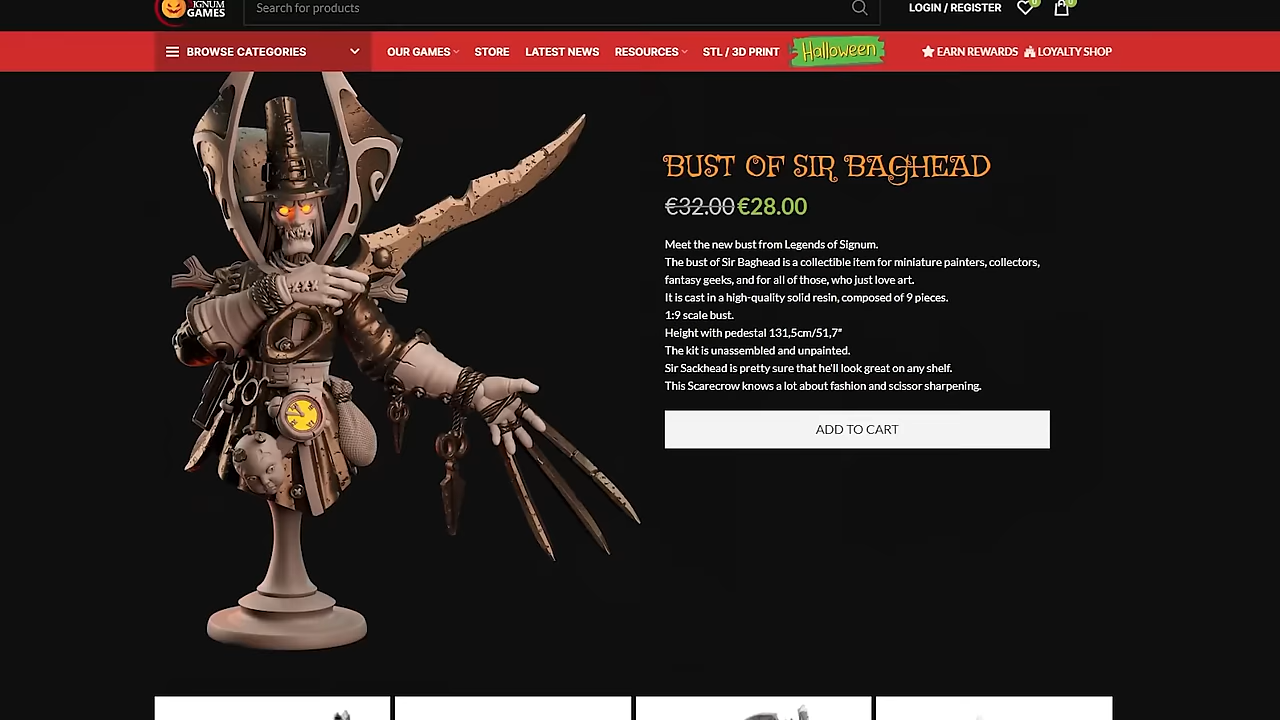 IGNUM
GAMES
Search for products
LOGIN / REGISTER
0
0
BROWSE CATEGORIES
OUR GAMES
STORE
LATEST NEWS
RESOURCES
STL / 3D PRINT
Halloween
EARN REWARDS
LOYALTY SHOP
BUST OF SIR BAGHEAD
€32.00 €28.00
Meet the new bust from Legends of Signum.
The bust of Sir Baghead is a collectible item for miniature painters, collectors,
fantasy geeks, and for all of those, who just love art.
It is cast in a high-quality solid resin, composed of 9 pieces.
1:9 scale bust.
Height with pedestal 131,5cm/51,7"
The kit is unassembled and unpainted.
Sir Sackhead is pretty sure that he'll look great on any shelf.
This Scarecrow knows a lot about fashion and scissor sharpening.
ADD TO CART